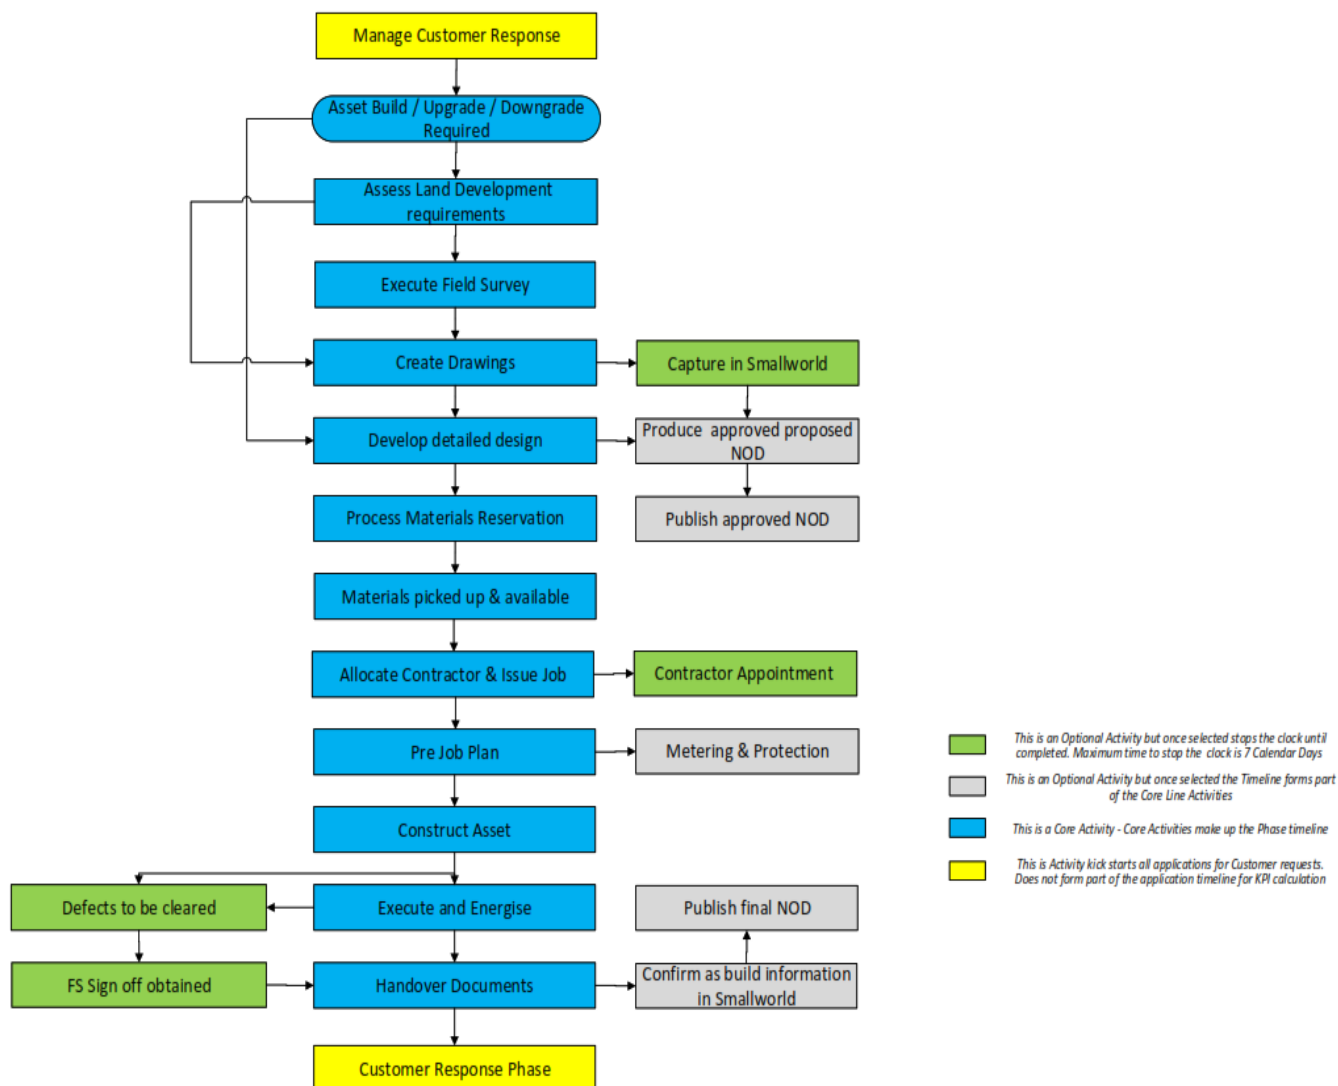 Manage Customer Response
Asset Build / Upgrade / Downgrade
Required
Assess Land Development
requirements
Execute Field Survey
Create Drawings
Capture in Smallworld
Develop detailed design
Produce approved proposed
NOD
Process Materials Reservation
Publish approved NOD
Materials picked up & available
Allocate Contractor & Issue Job
Contractor Appointment
Pre Job Plan
Metering & Protection
Construct Asset
Defects to be cleared
Execute and Energise
Publish final NOD
FS Sign off obtained
Handover Documents
Confirm as build information
in Smallworld
Customer Response Phase
This is an Optional Activity but once selected stops the clock until
completed. Maximum time to stop the clock is 7 Calendar Days
This is an Optional Activity but once selected the Timeline forms part
of the Core Line Activities
This is a Core Activity - Core Activities make up the Phase timeline
This is Activity kick starts all applications for Customer requests.
Does not form part of the application timeline for KPI calculation